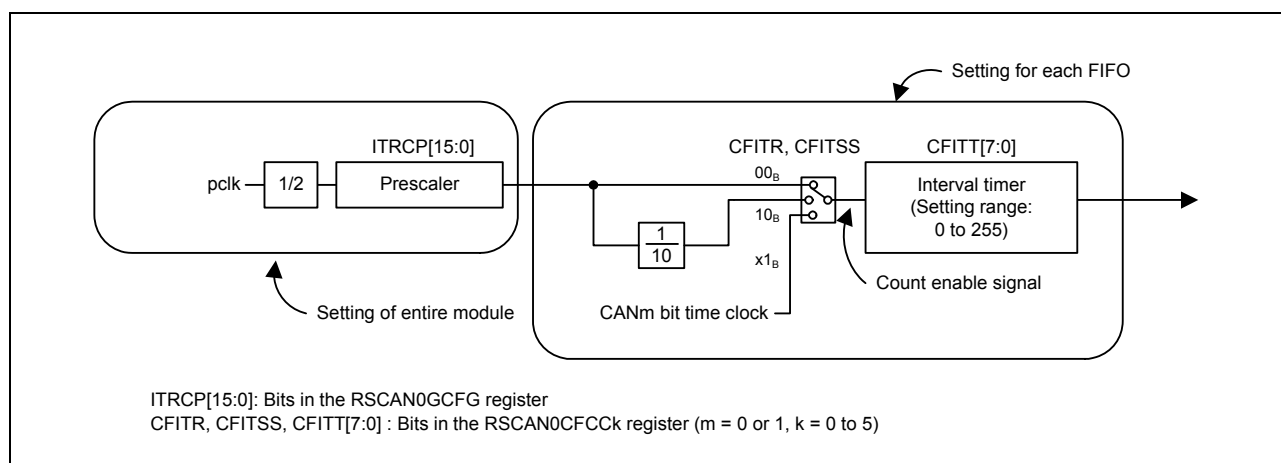 Setting for each FIFO
ITRCP[15:0]
CFITR, CFITSS
CFITT[7:0]
pclk
1/2
Prescaler
00B
10B
x1B
1
10
Interval timer
(Setting range:
0 to 255)
Count enable signal
Setting of entire module
CANm bit time clock
ITRCP[15:0]: Bits in the RSCAN0GCFG register
CFITR, CFITSS, CFITT[7:0] : Bits in the RSCAN0CFCCk register (m = 0 or 1, k = 0 to 5)